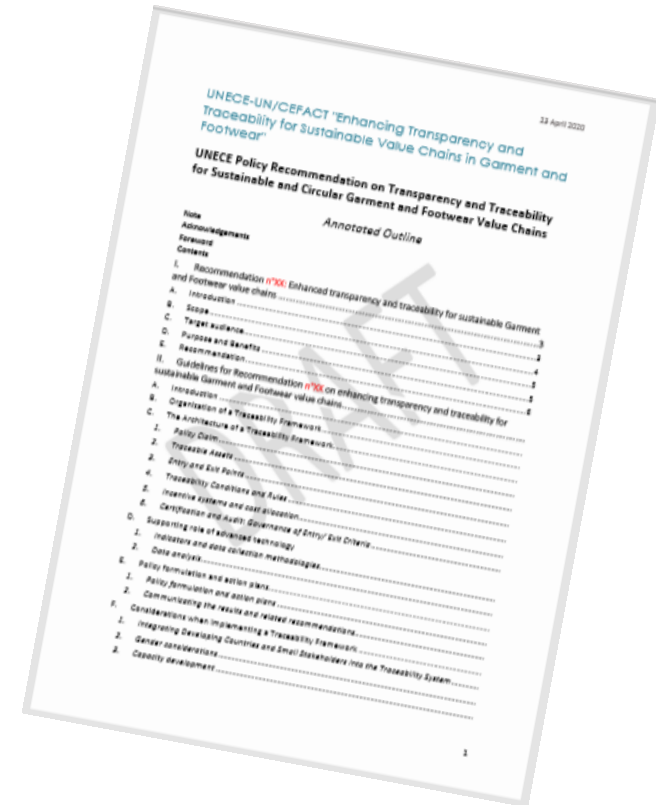 23 April 2020
UNECE-UN/CEFACT "Enhancing Transparency and
Traceability for Sustainable Value Chains in Garment and
Footwear"
UNECE Policy Recommendation on Transparency and Traceability
for Sustainable and Circular Garment and Footwear Value Chains
Annotated Outline
Note
Acknowledgements
Foreword
Contents
I. Recommendation n°XX: Enhanced transparency and traceability for sustainable Garment
and Footwear value chains
A. Introduction
B. Scope
C. Target audience
D. Purpose and Benefits
E. Recommendation
II. Guidelines for Recommendation n°XX on enhancing transparency and traceability for
sustainable Garment and Footwear value chains
A. Introduction
B. Organization of a Traceability Framework
C. The Architecture of a Traceability Framework
1. Policy Claim
2. Traceable Assets
3. Entry and Exit Points
4. Traceability Conditions and Rules
5. Incentive systems and cost allocation
6. Certification and Audit: Governance of Entry/ Exit Criteria
D. Supporting role of advanced technology
1. Indicators and data collection methodologies
2. Data analysis
E. Policy formulation and action plans
1. Policy formulation and action plans
2. Communicating the results and related recommendations
F. Considerations when implementing a Traceability Framework
1. Integrating Developing Countries and Small Stakeholders into the Traceability System
2. Gender considerations
3. Capacity development
DRAFT
1